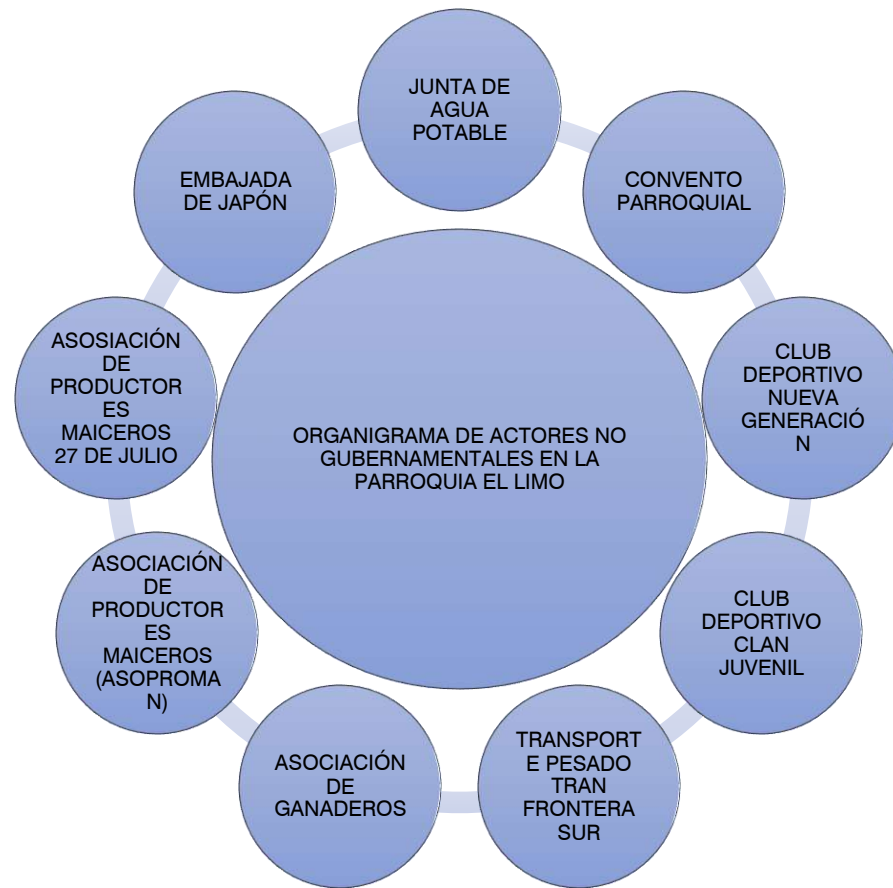 JUNTA DE
AGUA
POTABLE
CONVENTO
PARROQUIAL
CLUB
DEPORTIVO
NUEVA
GENERACIÓ
N
CLUB
DEPORTIVO
CLAN
JUVENIL
TRANSPORT
E PESADO
TRAN
FRONTERA
SUR
ASOCIACIÓN
DE
GANADEROS
ASOCIACIÓN
DE
PRODUCTOR
ES
MAICEROS
(ASOPROMA
N)
ASOSIACIÓN
DE
PRODUCTOR
ES
MAICEROS
27 DE JULIO
EMBAJADA
DE JAPÓN
ORGANIGRAMA DE ACTORES NO
GUBERNAMENTALES EN LA
PARROQUIA EL LIMO